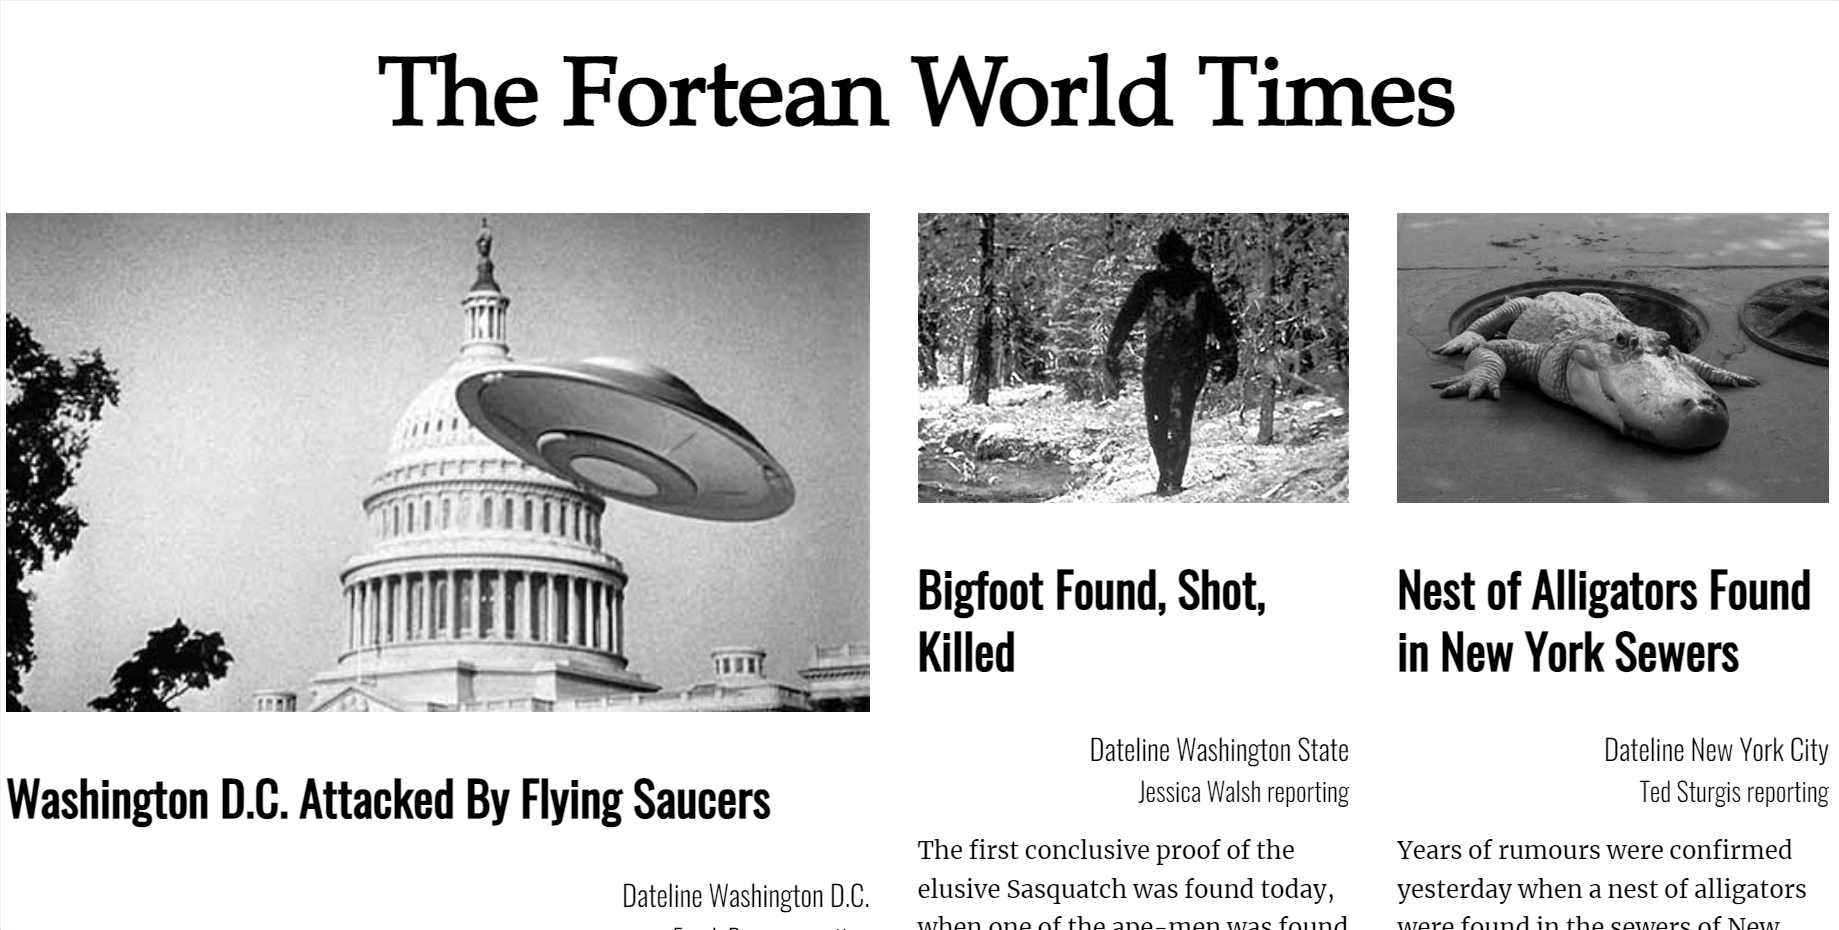 The Fortean World Times
Washington D.C. Attacked By Flying Saucers
Dateline Washington D.C.
Bigfoot Found, Shot,
Killed
Dateline Washington State
Jessica Walsh reporting
The first conclusive proof of the
elusive Sasquatch was found today,
when one of the ape-men was found
Nest of Alligators Found
in New York Sewers
Dateline New York City
Ted Sturgis reporting
Years of rumours were confirmed
yesterday when a nest of alligators
were found in the sewers of New